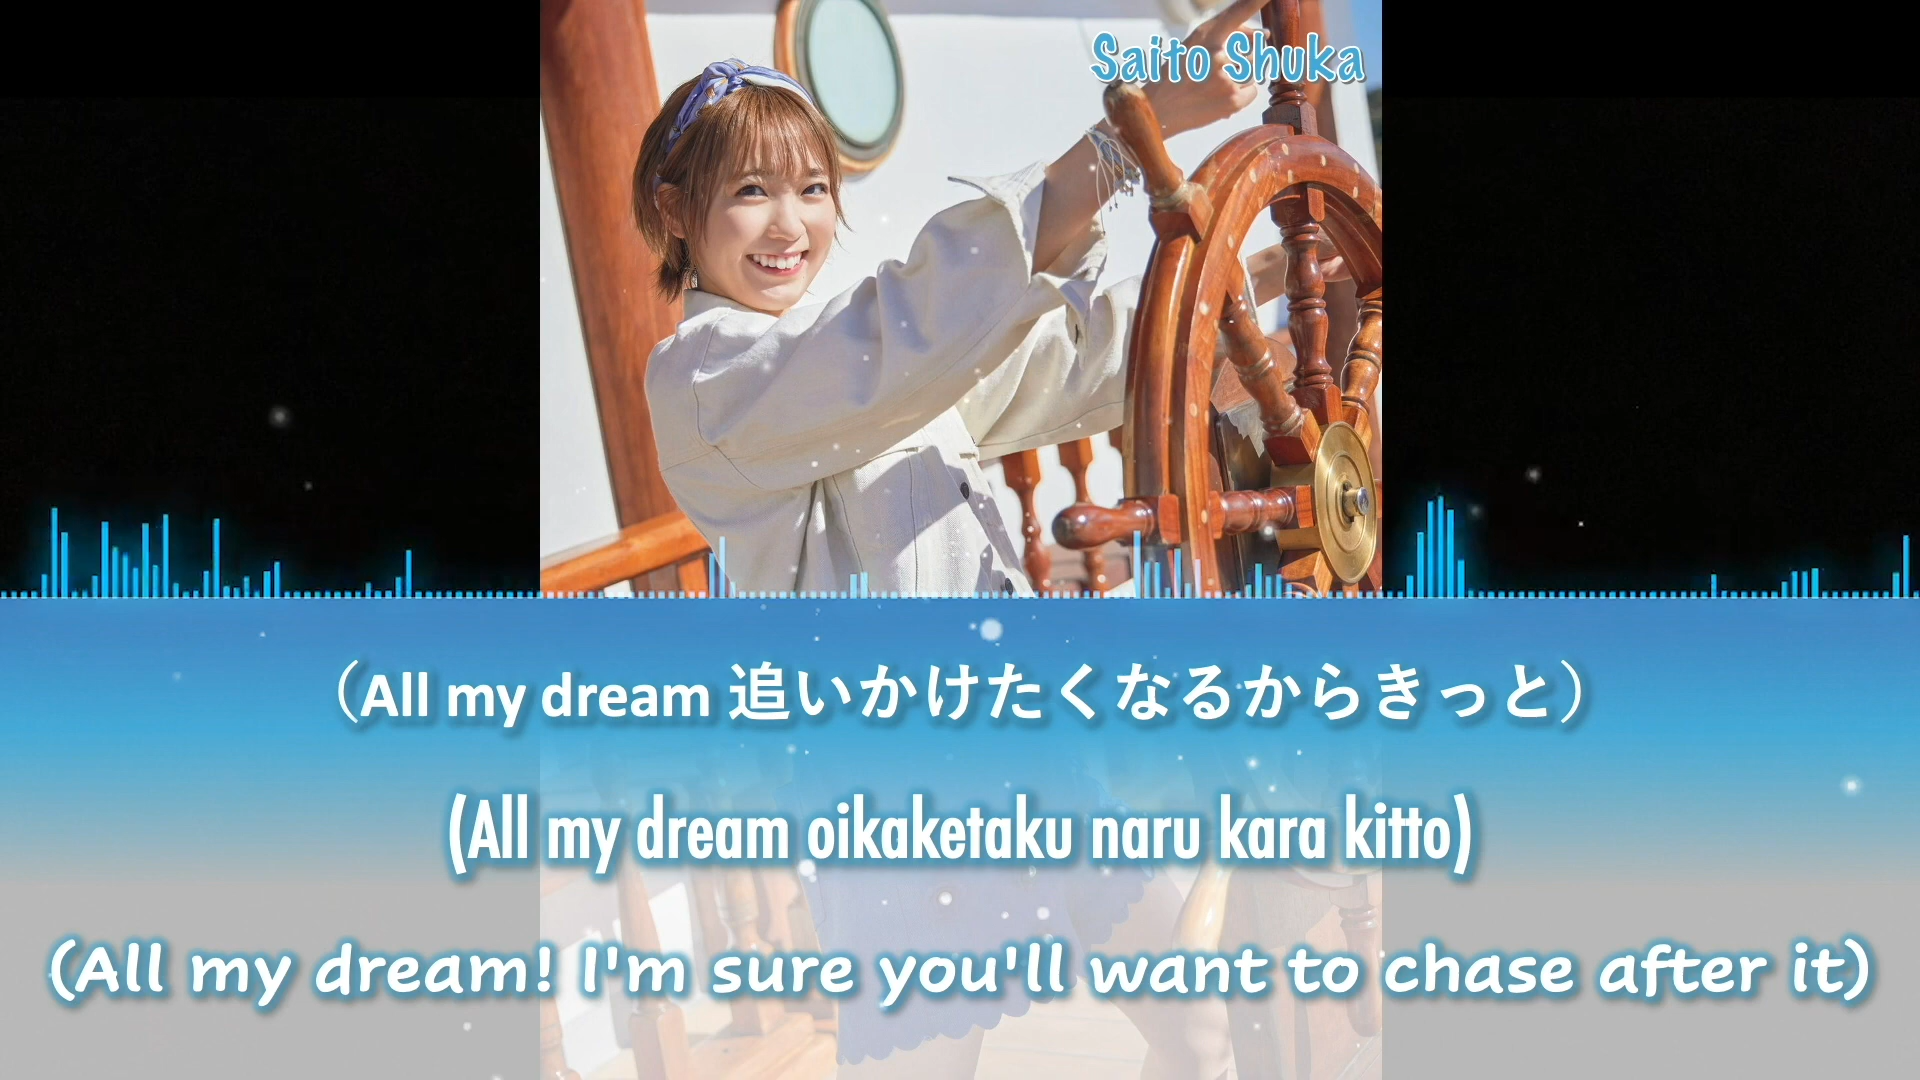 Saito Shuka
（All my dream 追いかけたくなるからきっと）
(All my dream oikaketaku naru kara kitto)
(All my dream! I'm sure you'll want to chase after it)